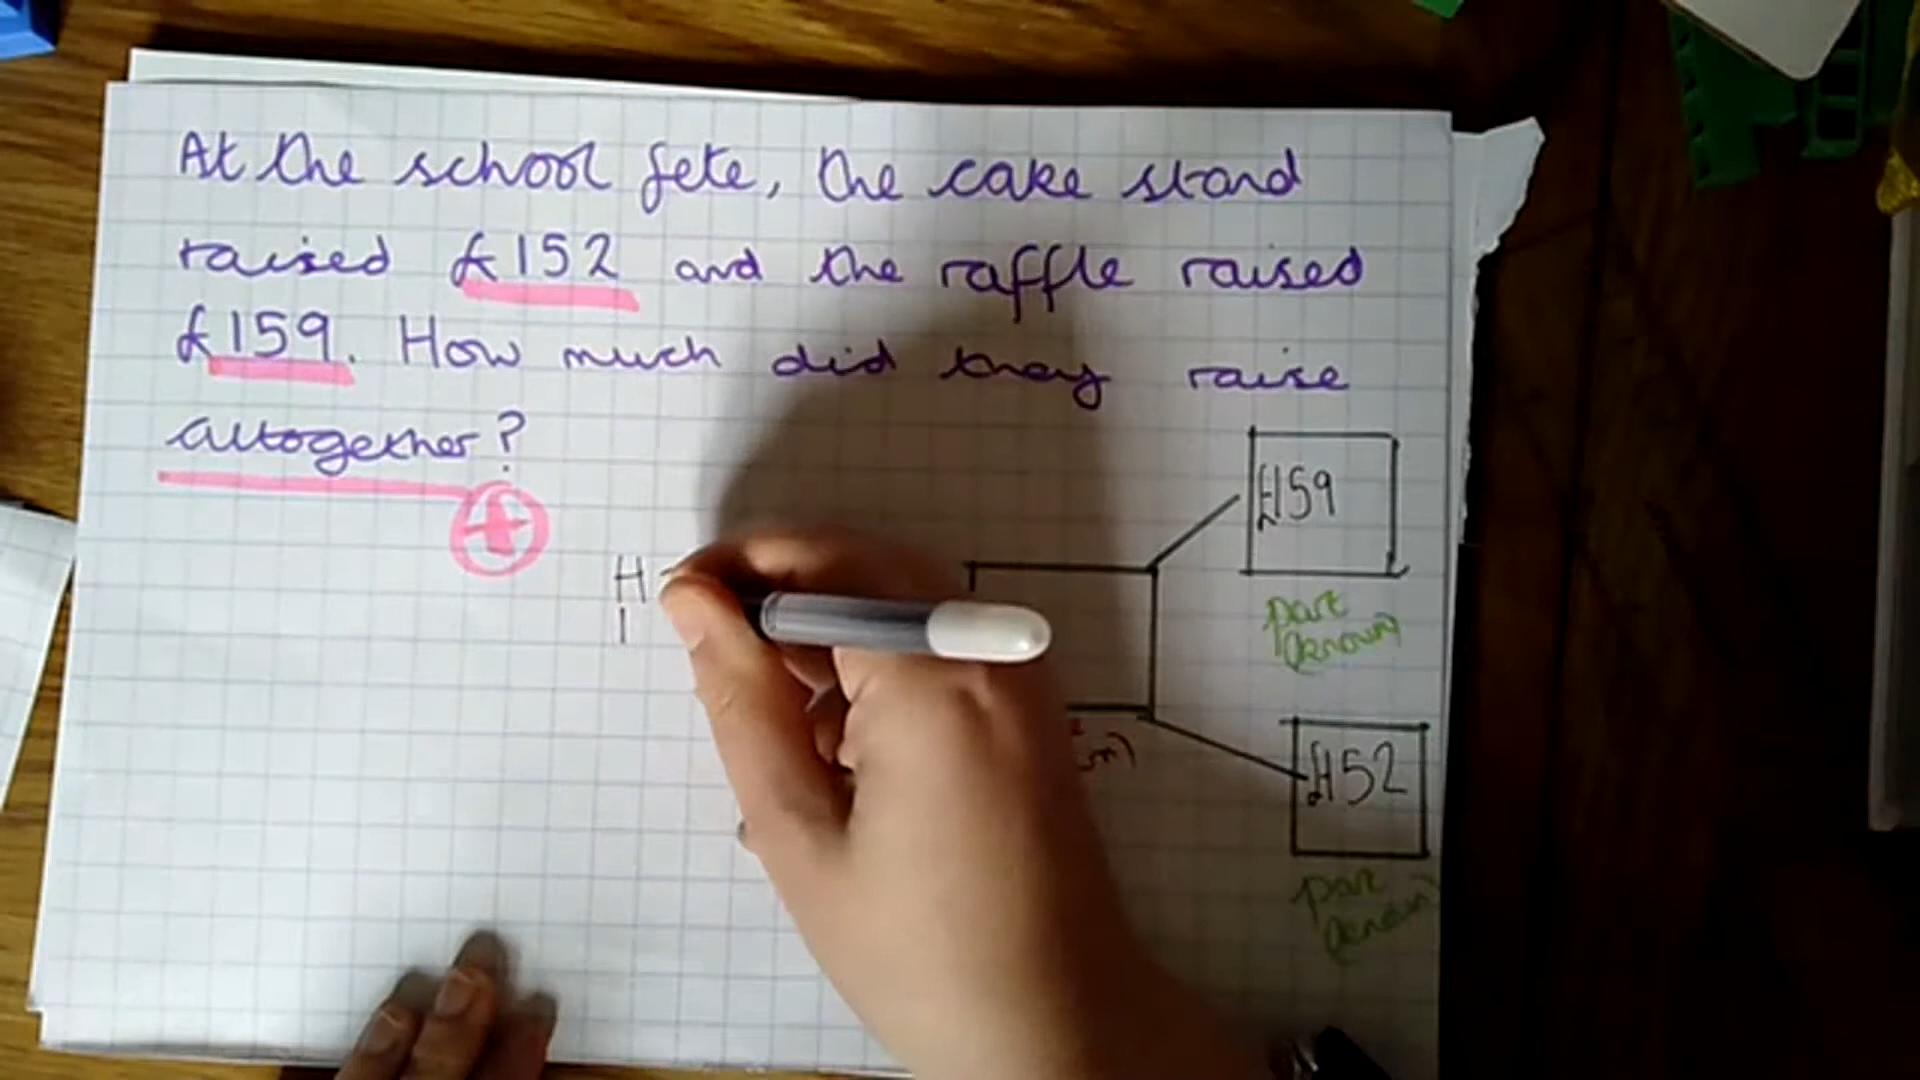 At the school fete, the cake stand
raised £152 and the raffle raised
£159. How much did they raise
altogether?
+
H
1
£159
part
(known)
£152
part
(known)